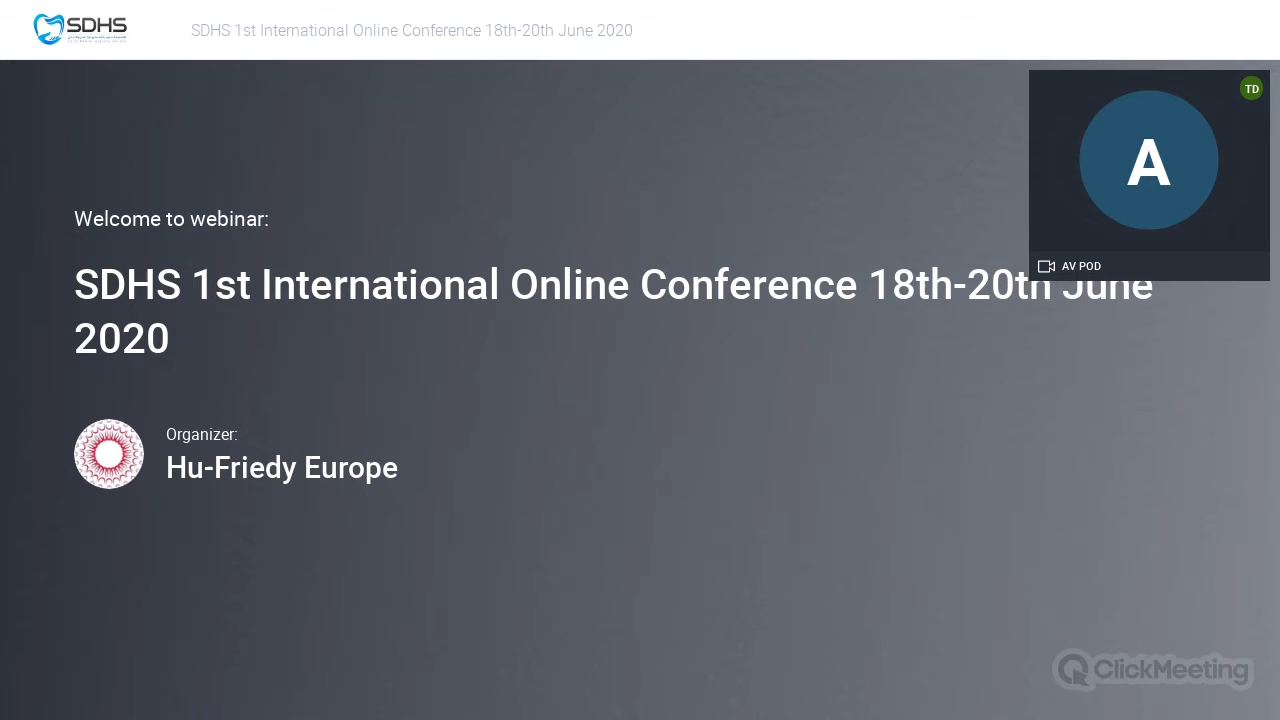 SDHS
SDHS 1st International Online Conference 18th-20th June 2020
TD
A
AV POD
Welcome to webinar:
SDHS 1st International Online Conference 18th-20th June
2020
Organizer:
Hu-Friedy Europe
ClickMeeting